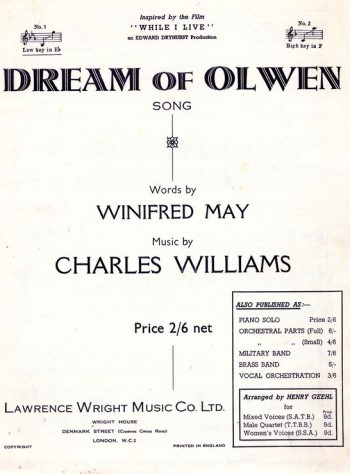 Inspired by the Film
"WHILE I LIVE"
an EDWARD DRYHURST Production
No. 1
Low key in E♭
No. 2
High key in F
DREAM OF OLWEN
SONG
Words by
WINIFRED MAY
Music by
CHARLES WILLIAMS
Price 2/6 net
ALSO PUBLISHED AS:—
PIANO SOLO Price 2/6
ORCHESTRAL PARTS (Full) 6/-
„ „ (Small) 4/6
MILITARY BAND 7/6
BRASS BAND 5/-
VOCAL ORCHESTRATION 3/6
Arranged by HENRY GEEHL
for
Price
Mixed Voices (S.A.T.B.) 9d.
Male Quartet (T.T.B.B.) 9d.
Women's Voices (S.S.A.) 9d.
LAWRENCE WRIGHT MUSIC CO. LTD.
WRIGHT HOUSE
DENMARK STREET (CHARING CROSS ROAD)
LONDON, W.C.2
COPYRIGHT
PRINTED IN ENGLAND